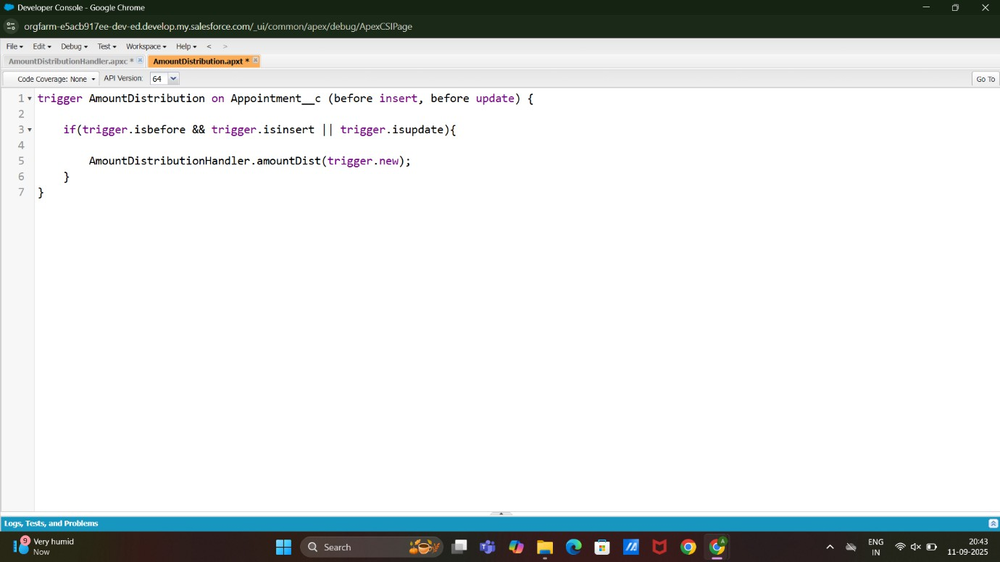 Developer Console - Google Chrome
orgfarm-e5acb917ee-dev-ed.develop.my.salesforce.com/_ui/common/apex/debug/ApexCSIPage
File Edit Debug Test Workspace Help < >
AmountDistributionHandler.apxc * AmountDistribution.apxt *
Code Coverage: None API Version: 64 Go To
1 trigger AmountDistribution on Appointment__c (before insert, before update) {
2
3 if(trigger.isbefore && trigger.isinsert || trigger.isupdate){
4
5 AmountDistributionHandler.amountDist(trigger.new);
6 }
7 }
Logs, Tests, and Problems
9 Very humid
Now
Search
A
ENG
IN
20:43
11-09-2025